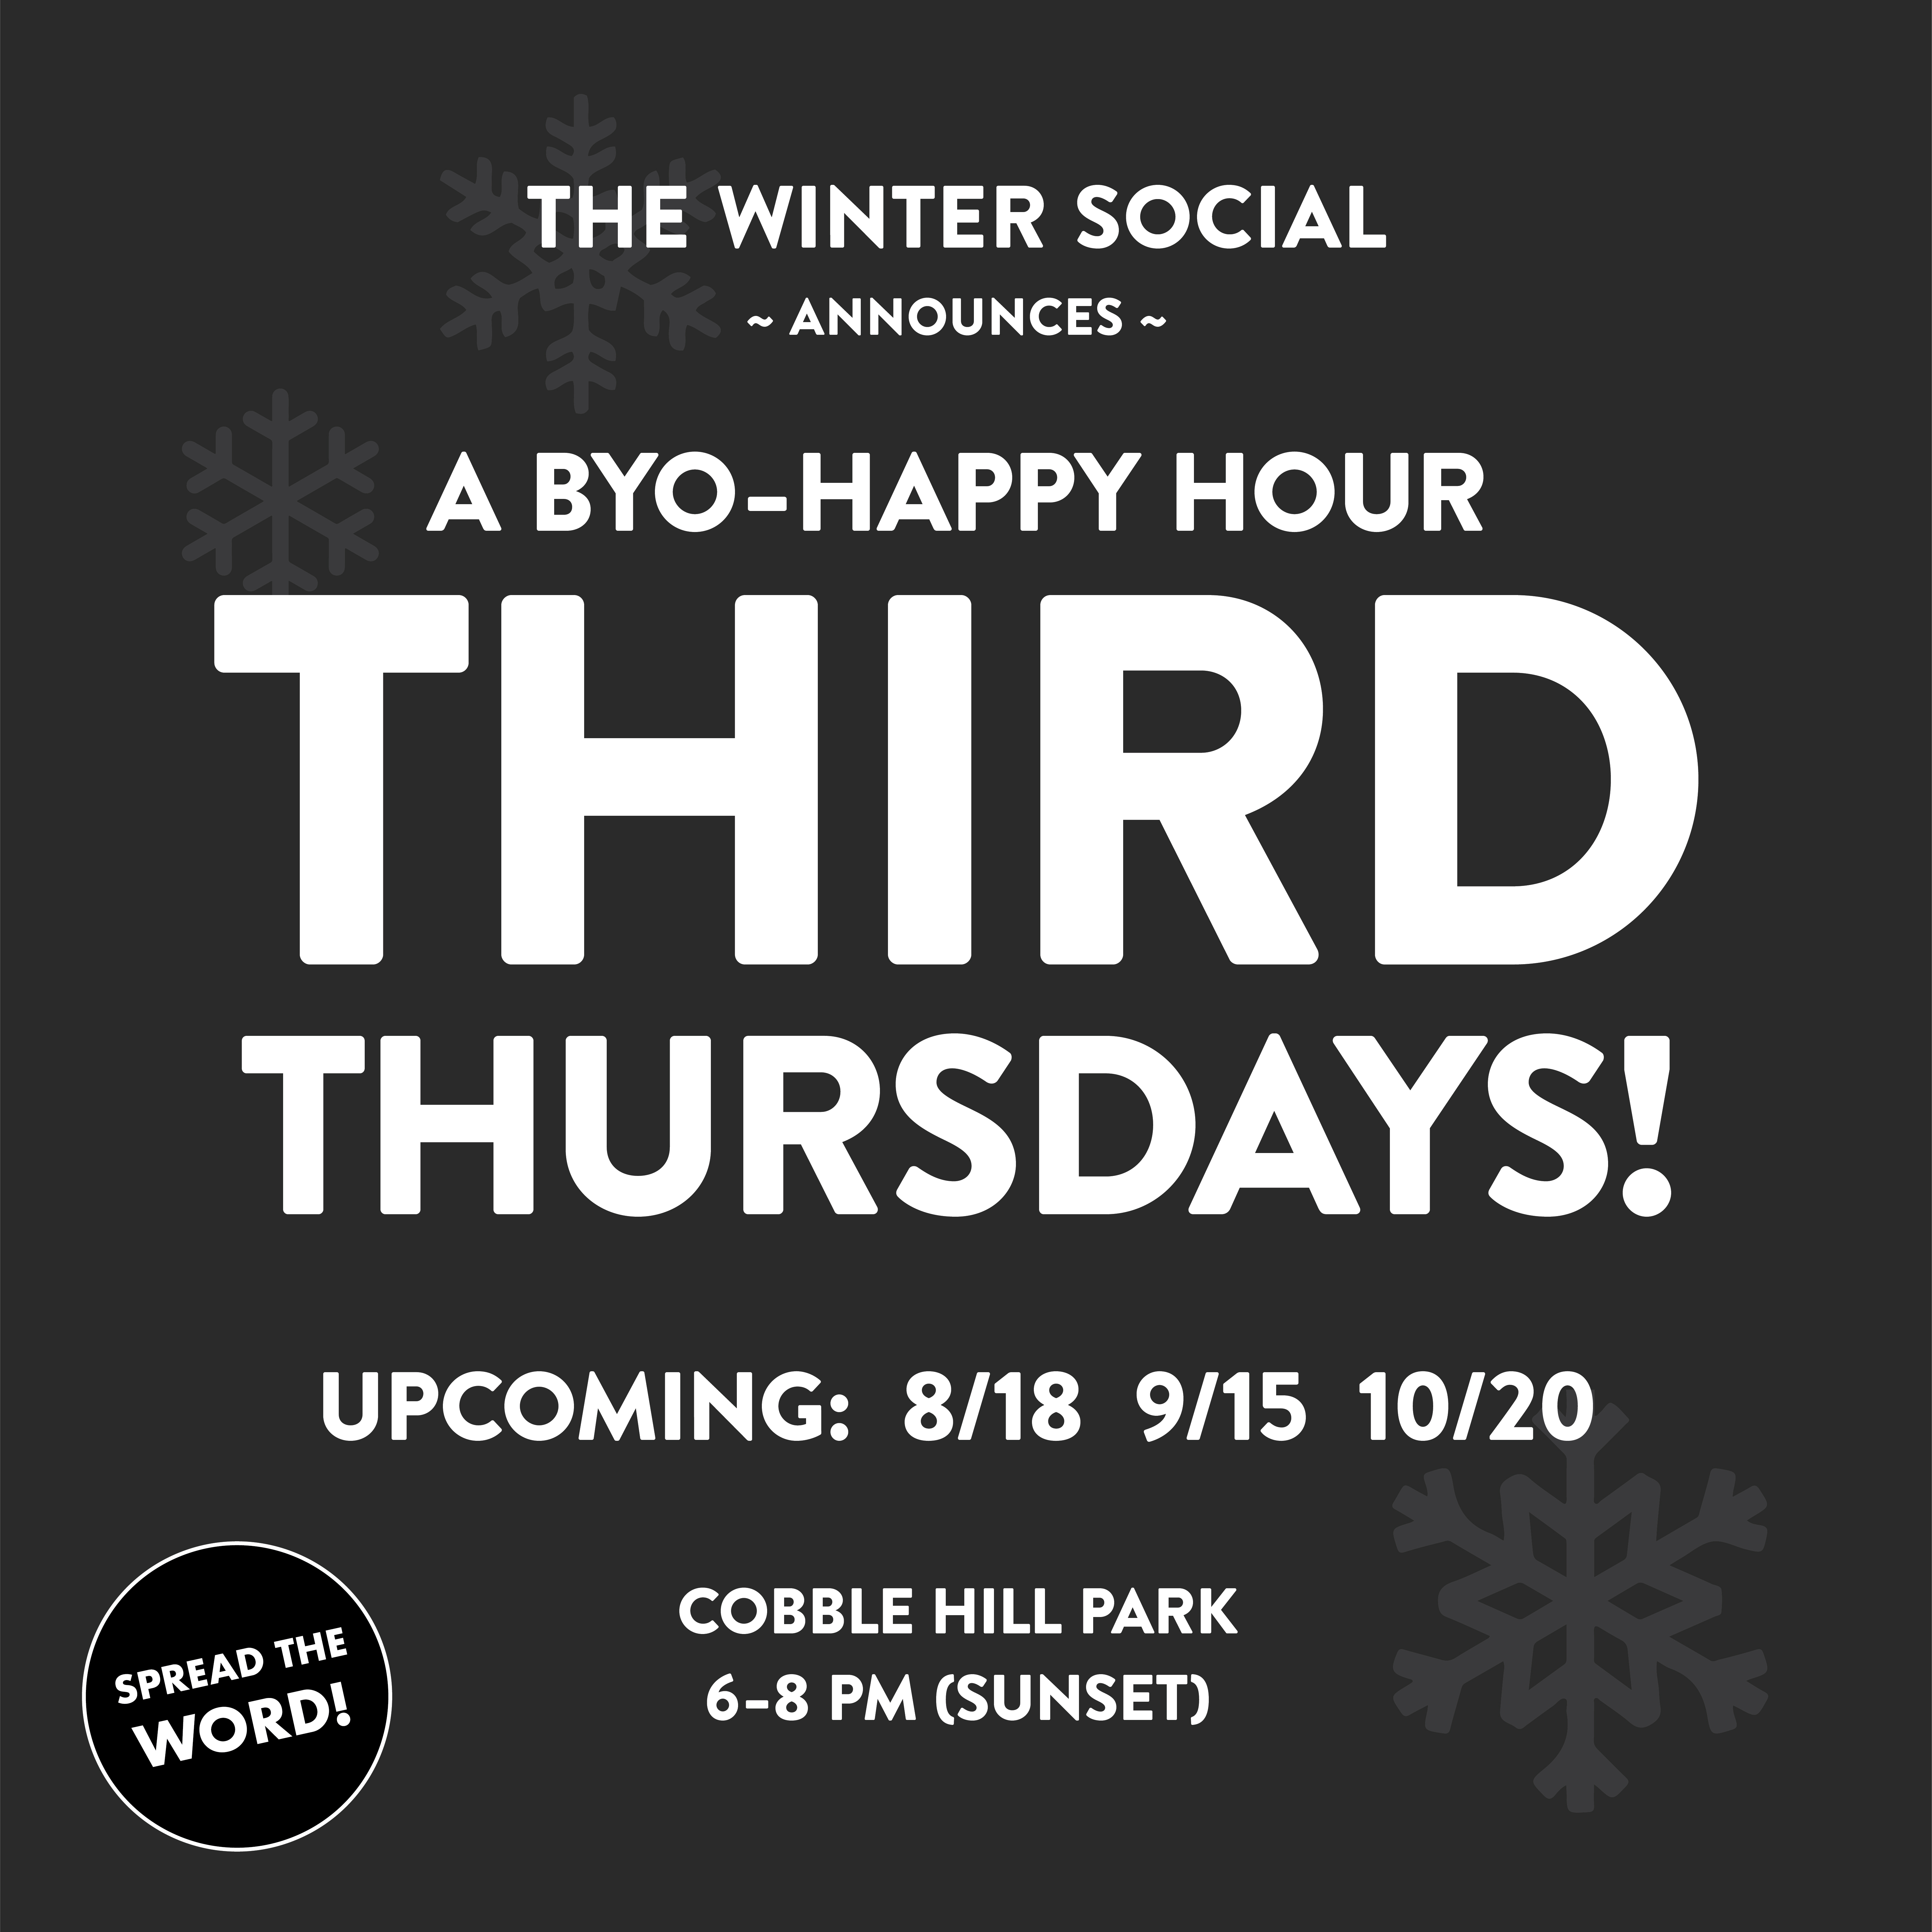 THE WINTER SOCIAL
~ ANNOUNCES ~
A BYO-HAPPY HOUR
THIRD
THURSDAYS!
UPCOMING: 8/18 9/15 10/20
COBBLE HILL PARK
6-8 PM (SUNSET)
SPREAD THE
WORD!